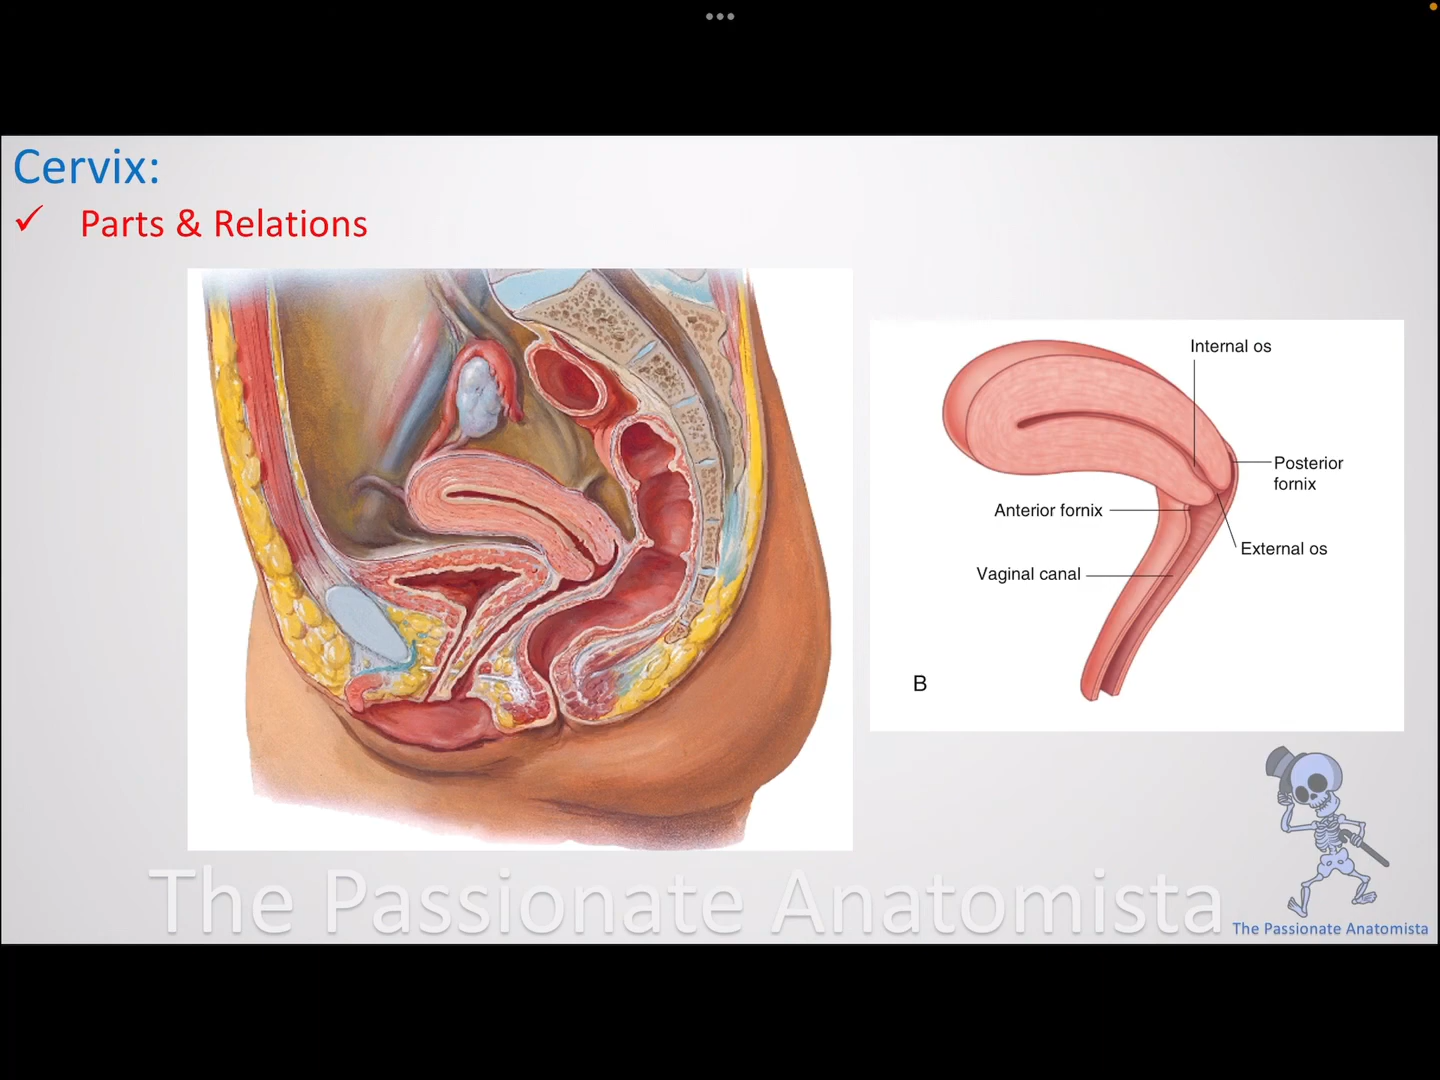 Cervix:
✓ Parts & Relations
Internal os
Posterior
fornix
Anterior fornix
External os
Vaginal canal
B
The Passionate Anatomista
The Passionate Anatomista